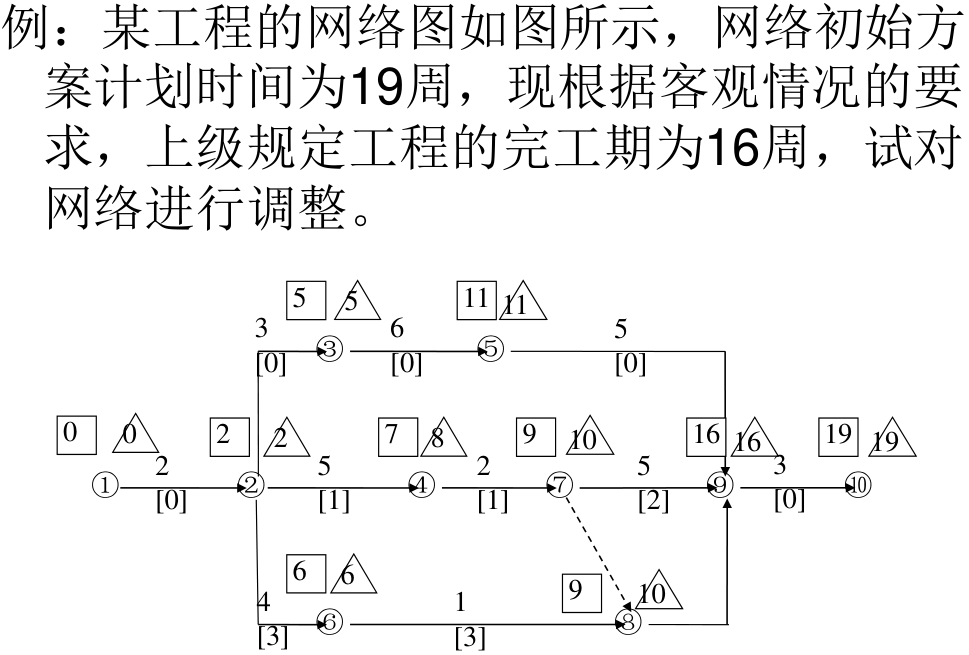 例：某工程的网络图如图所示，网络初始方
案计划时间为19周，现根据客观情况的要
求，上级规定工程的完工期为16周，试对
网络进行调整。
5 5 11 11
3 6 5
③ ⑤
[0] [0] [0]
0 0 2 2 7 8 9 10 16 16 19 19
2 5 2 5 3
① ② ④ ⑦ ⑨ ⑩
[0] [1] [1] [2] [0]
6 6 9 10
4 1
⑥ ⑧
[3] [3]